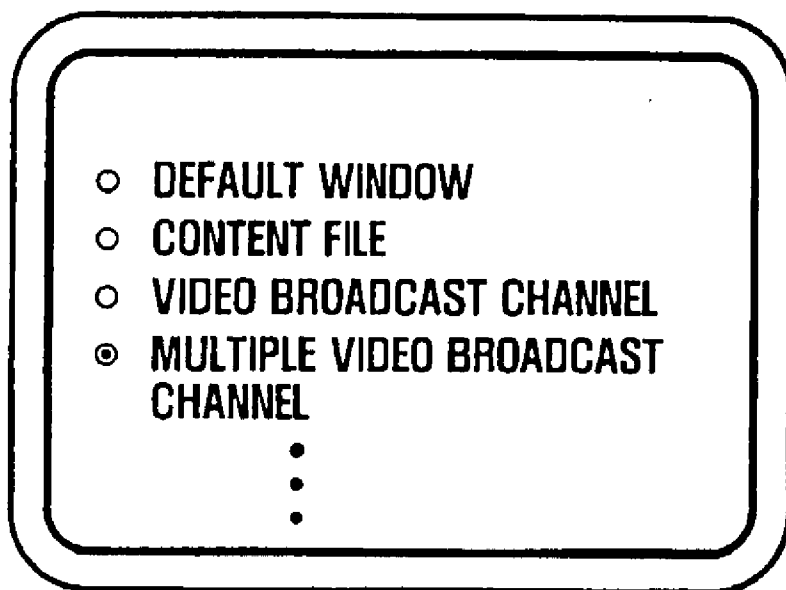 DEFAULT WINDOW
CONTENT FILE
VIDEO BROADCAST CHANNEL
MULTIPLE VIDEO BROADCAST
CHANNEL